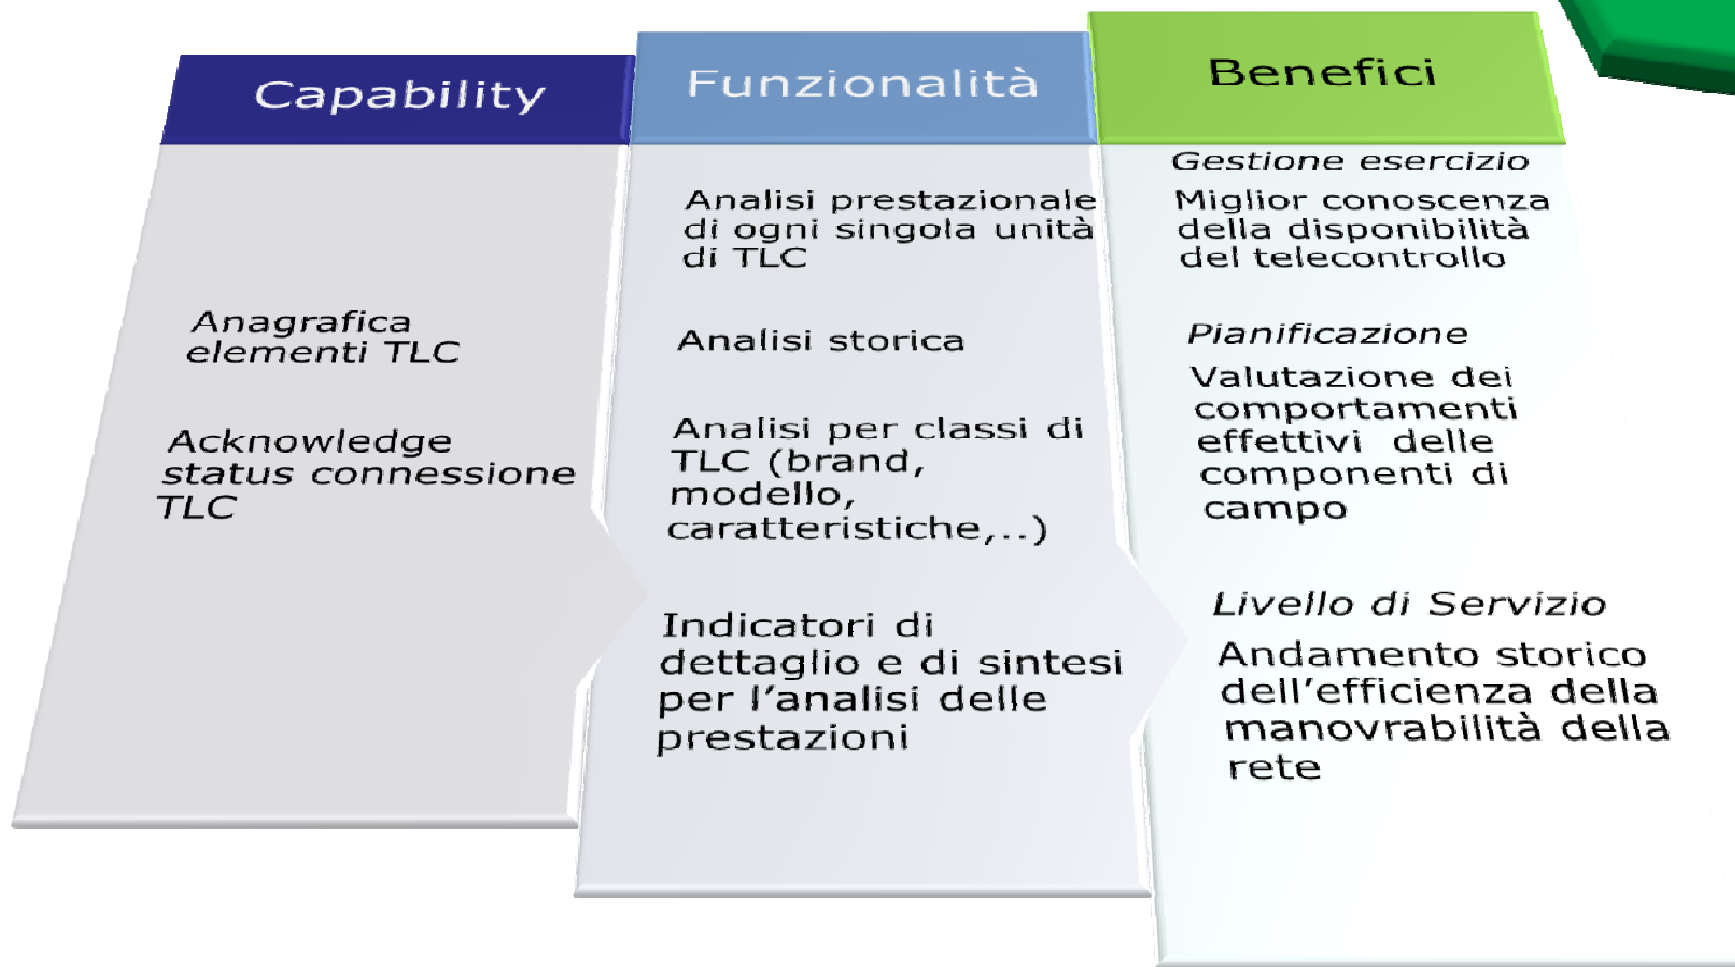 Capability
Anagrafica
elementi TLC
Acknowledge
status connessione
TLC
Funzionalità
Analisi prestazionale
di ogni singola unità
di TLC
Analisi storica
Analisi per classi di
TLC (brand,
modello,
caratteristiche,..)
Indicatori di
dettaglio e di sintesi
per l’analisi delle
prestazioni
Benefici
Gestione esercizio
Miglior conoscenza
della disponibilità
del telecontrollo
Pianificazione
Valutazione dei
comportamenti
effettivi  delle
componenti di
campo
Livello di Servizio
Andamento storico
dell’efficienza della
manovrabilità della
rete